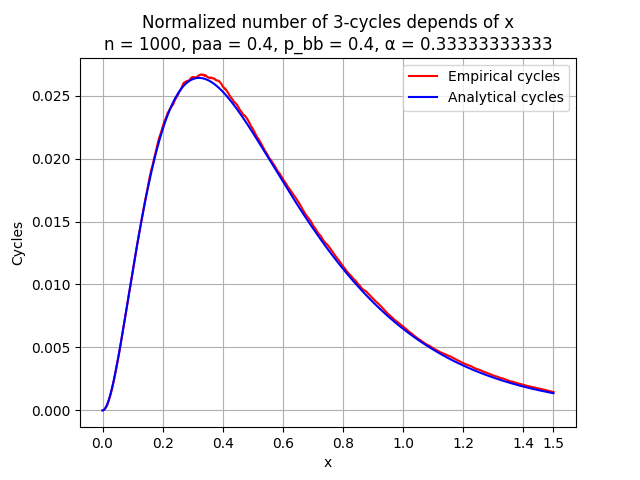 Normalized number of 3-cycles depends of x
n = 1000, paa = 0.4, p_bb = 0.4, α = 0.33333333333
Empirical cycles
Analytical cycles
0.025
0.020
0.015
0.010
0.005
0.000
Cycles
0.0 0.2 0.4 0.6 0.8 1.0 1.2 1.4 1.5
x